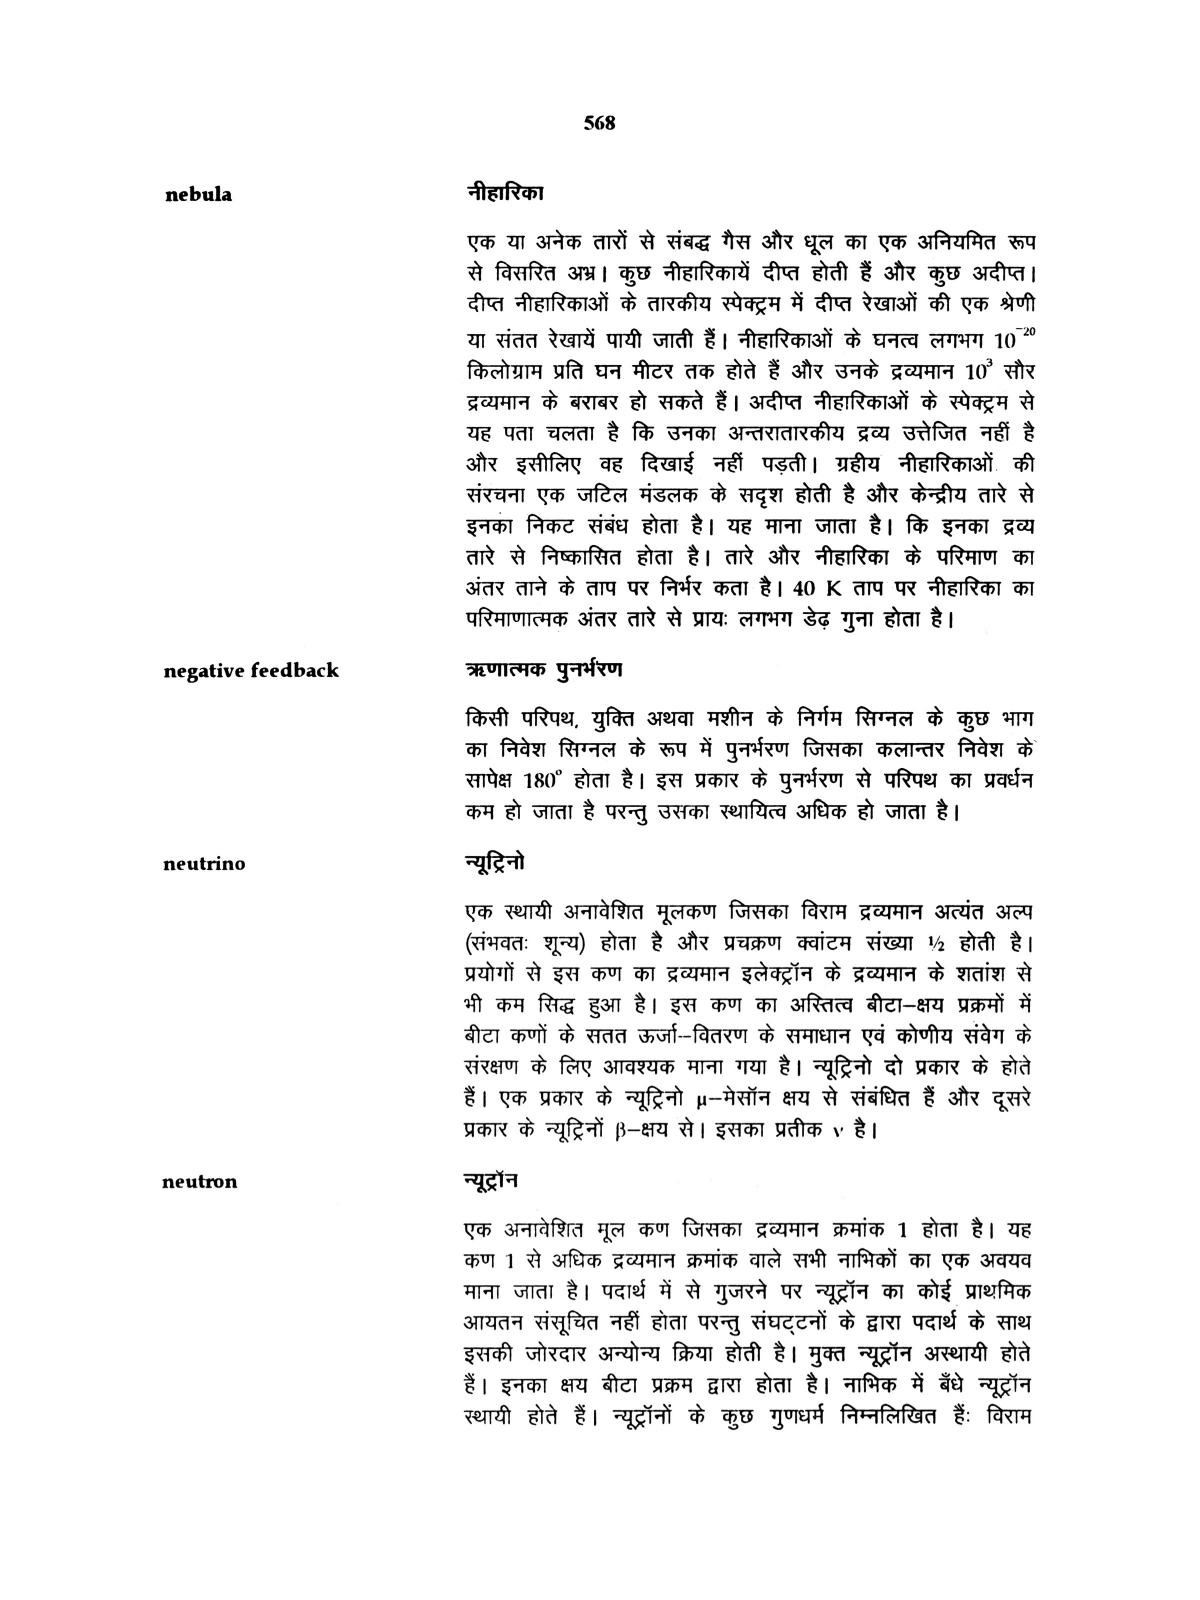 568
nebula नीहारिका
एक या अनेक तारों से संबद्ध गैस और धूल का एक अनियमित रूप
से विसरित अभ्र। कुछ नीहारिकायें दीप्त होती हैं और कुछ अदीप्त।
दीप्त नीहारिकाओं के तारकीय स्पेक्ट्रम में दीप्त रेखाओं की एक श्रेणी
या संतत रेखायें पायी जाती हैं। नीहारिकाओं के घनत्व लगभग 10⁻²⁰
किलोग्राम प्रति घन मीटर तक होते हैं और उनके द्रव्यमान 10³ सौर
द्रव्यमान के बराबर हो सकते हैं। अदीप्त नीहारिकाओं के स्पेक्ट्रम से
यह पता चलता है कि उनका अन्तरातारकीय द्रव्य उत्तेजित नहीं है
और इसीलिए वह दिखाई नहीं पड़ती। ग्रहीय नीहारिकाओं की
संरचना एक जटिल मंडलक के सदृश होती है और केन्द्रीय तारे से
इनका निकट संबंध होता है। यह माना जाता है। कि इनका द्रव्य
तारे से निष्कासित होता है। तारे और नीहारिका के परिमाण का
अंतर ताने के ताप पर निर्भर कता है। 40 K ताप पर नीहारिका का
परिमाणात्मक अंतर तारे से प्रायः लगभग डेढ़ गुना होता है।
negative feedback ऋणात्मक पुनर्भरण
किसी परिपथ, युक्ति अथवा मशीन के निर्गम सिग्नल के कुछ भाग
का निवेश सिग्नल के रूप में पुनर्भरण जिसका कलान्तर निवेश के
सापेक्ष 180° होता है। इस प्रकार के पुनर्भरण से परिपथ का प्रवर्धन
कम हो जाता है परन्तु उसका स्थायित्व अधिक हो जाता है।
neutrino न्यूट्रिनो
एक स्थायी अनावेशित मूलकण जिसका विराम द्रव्यमान अत्यंत अल्प
(संभवतः शून्य) होता है और प्रचक्रण क्वांटम संख्या ½ होती है।
प्रयोगों से इस कण का द्रव्यमान इलेक्ट्रॉन के द्रव्यमान के शतांश से
भी कम सिद्ध हुआ है। इस कण का अस्तित्व बीटा–क्षय प्रक्रमों में
बीटा कणों के सतत ऊर्जा–वितरण के समाधान एवं कोणीय संवेग के
संरक्षण के लिए आवश्यक माना गया है। न्यूट्रिनो दो प्रकार के होते
हैं। एक प्रकार के न्यूट्रिनो μ–मेसॉन क्षय से संबंधित हैं और दूसरे
प्रकार के न्यूट्रिनों β–क्षय से। इसका प्रतीक ν है।
neutron न्यूट्रॉन
एक अनावेशित मूल कण जिसका द्रव्यमान क्रमांक 1 होता है। यह
कण 1 से अधिक द्रव्यमान क्रमांक वाले सभी नाभिकों का एक अवयव
माना जाता है। पदार्थ में से गुजरने पर न्यूट्रॉन का कोई प्राथमिक
आयतन संसूचित नहीं होता परन्तु संघट्‌टनों के द्वारा पदार्थ के साथ
इसकी जोरदार अन्योन्य क्रिया होती है। मुक्त न्यूट्रॉन अस्थायी होते
हैं। इनका क्षय बीटा प्रक्रम द्वारा होता है। नाभिक में बँधे न्यूट्रॉन
स्थायी होते हैं। न्यूट्रॉनों के कुछ गुणधर्म निम्नलिखित हैंः विराम